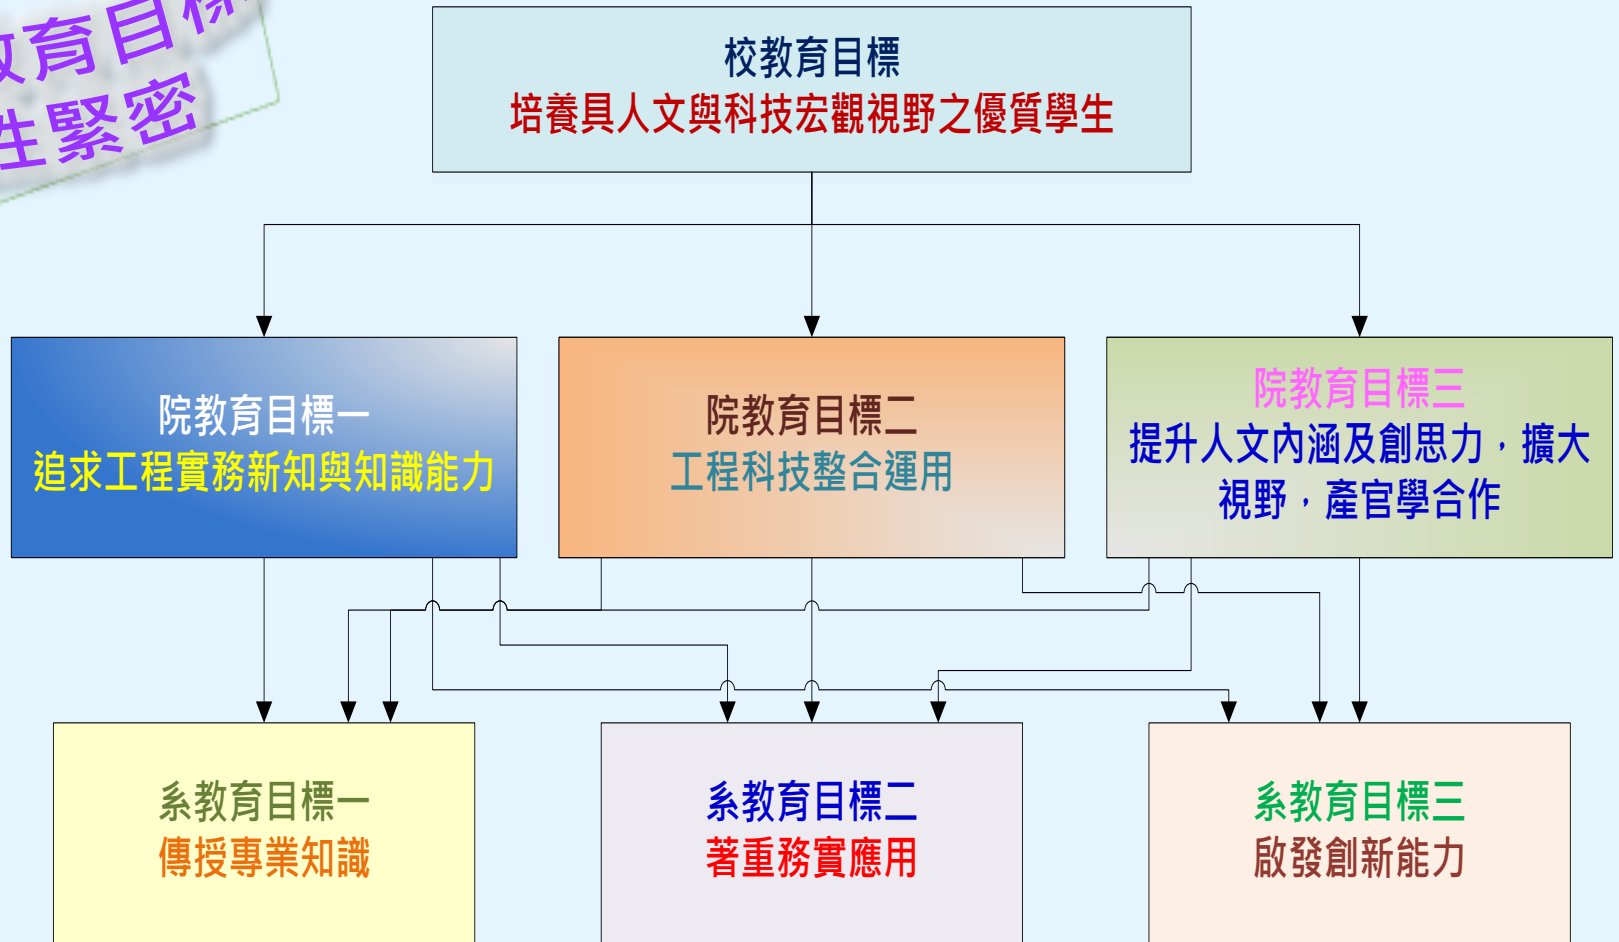 教育目標
性緊密
校教育目標
培養具人文與科技宏觀視野之優質學生
院教育目標一
追求工程實務新知與知識能力
院教育目標二
工程科技整合運用
院教育目標三
提升人文內涵及創思力，擴大
視野，產官學合作
系教育目標一
傳授專業知識
系教育目標二
著重務實應用
系教育目標三
啟發創新能力